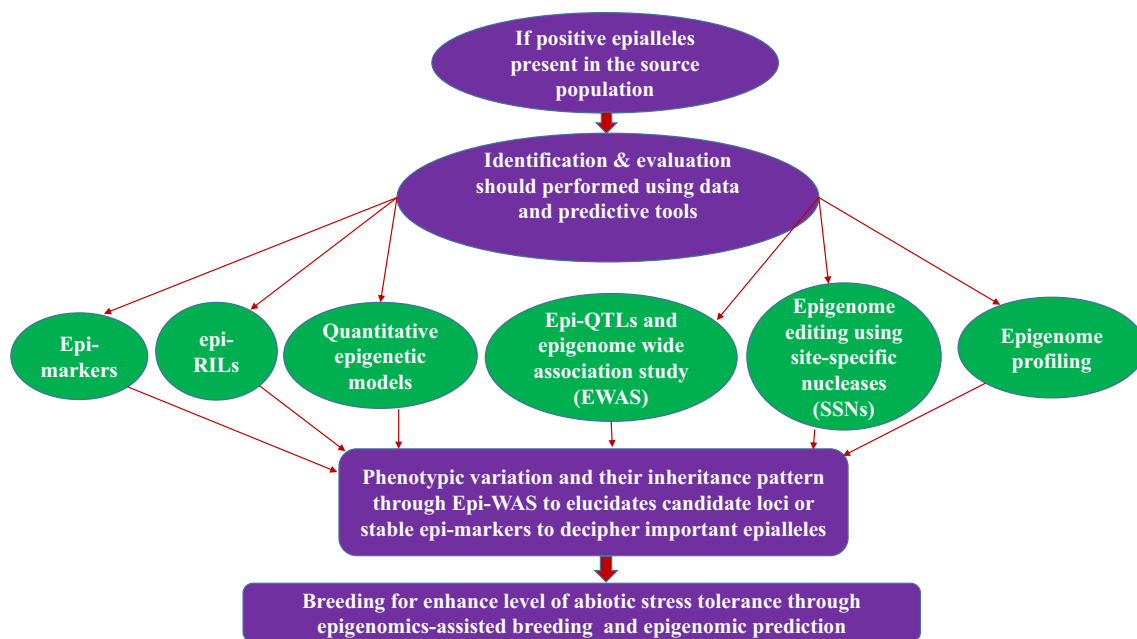 If positive epialleles
present in the source
population
Identification & evaluation
should performed using data
and predictive tools
Epi-
markers
epi-
RILs
Quantitative
epigenetic
models
Epi-QTLs and
epigenome wide
association study
(EWAS)
Epigenome
editing using
site-specific
nucleases
(SSNs)
Epigenome
profiling
Phenotypic variation and their inheritance pattern
through Epi-WAS to elucidates candidate loci or
stable epi-markers to decipher important epialleles
Breeding for enhance level of abiotic stress tolerance through
epigenomics-assisted breeding and epigenomic prediction